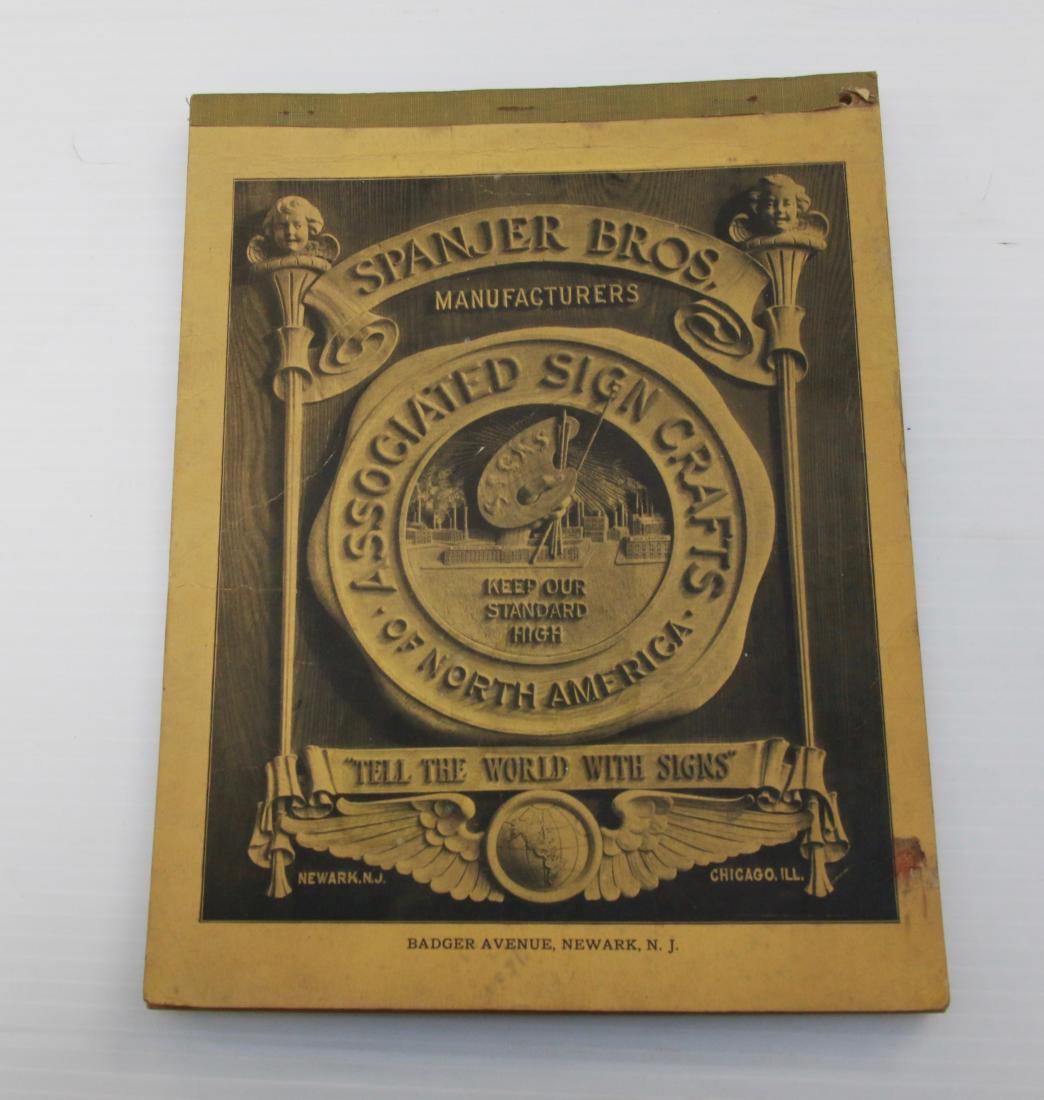 SPANJER BROS,
MANUFACTURERS
ASSOCIATED SIGN CRAFTS
· OF NORTH AMERICA ·
SIGNS
KEEP OUR
STANDARD
HIGH
"TELL THE WORLD WITH SIGNS"
NEWARK, N.J.
CHICAGO, ILL.
BADGER AVENUE, NEWARK, N. J.